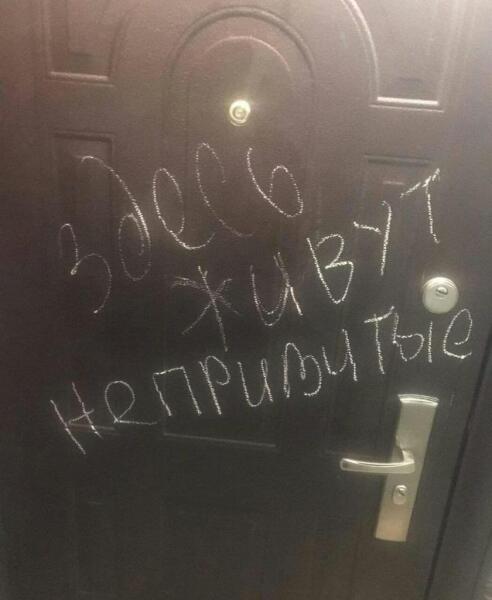 здесь
живут
непривитые